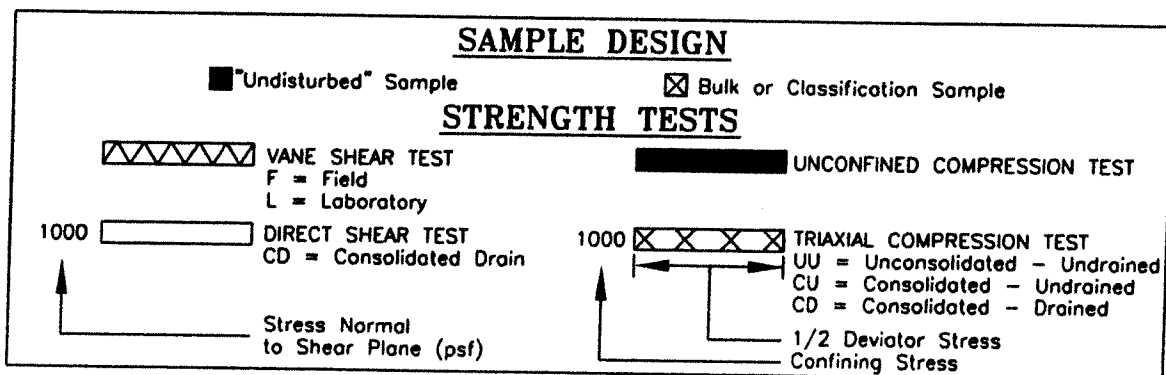 SAMPLE DESIGN
"Undisturbed" Sample
Bulk or Classification Sample
STRENGTH TESTS
VANE SHEAR TEST
F = Field
L = Laboratory
UNCONFINED COMPRESSION TEST
1000
DIRECT SHEAR TEST
CD = Consolidated Drain
Stress Normal
to Shear Plane (psf)
1000
TRIAXIAL COMPRESSION TEST
UU = Unconsolidated - Undrained
CU = Consolidated - Undrained
CD = Consolidated - Drained
1/2 Deviator Stress
Confining Stress